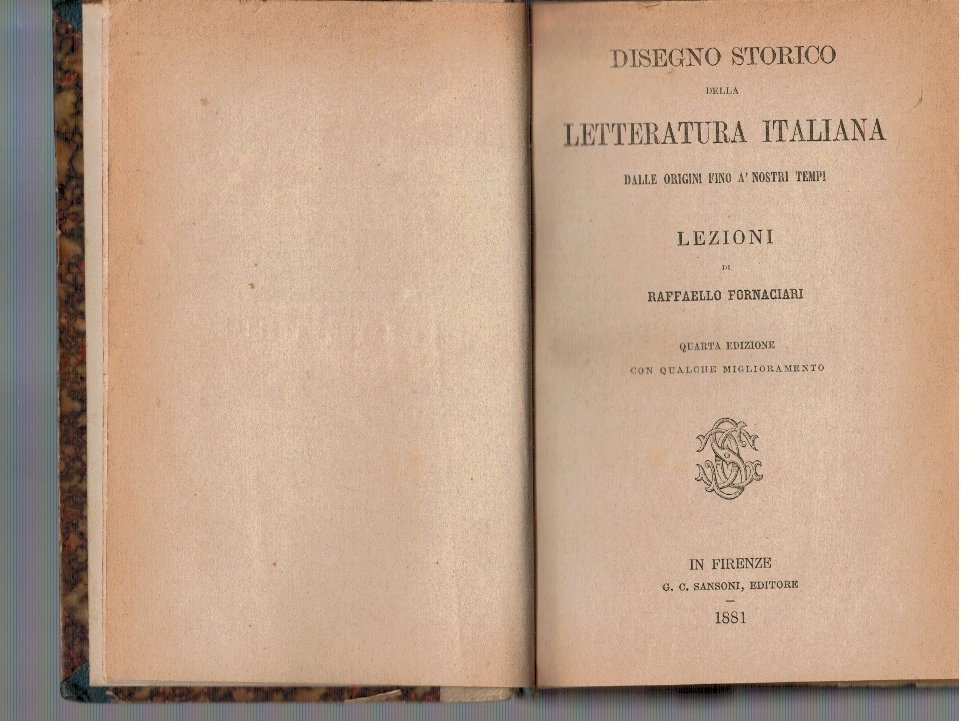 DISEGNO STORICO
DELLA
LETTERATURA ITALIANA
DALLE ORIGINI FINO A' NOSTRI TEMPI
LEZIONI
DI
RAFFAELLO FORNACIARI
QUARTA EDIZIONE
CON QUALCHE MIGLIORAMENTO
IN FIRENZE
G. C. SANSONI, EDITORE
1881